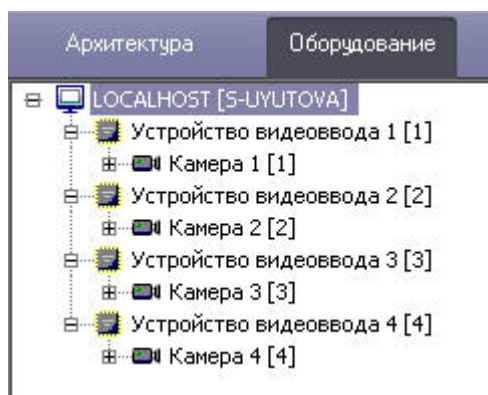 Архитектура Оборудование
LOCALHOST [S-UYUTOVA]
Устройство видеоввода 1 [1]
Камера 1 [1]
Устройство видеоввода 2 [2]
Камера 2 [2]
Устройство видеоввода 3 [3]
Камера 3 [3]
Устройство видеоввода 4 [4]
Камера 4 [4]